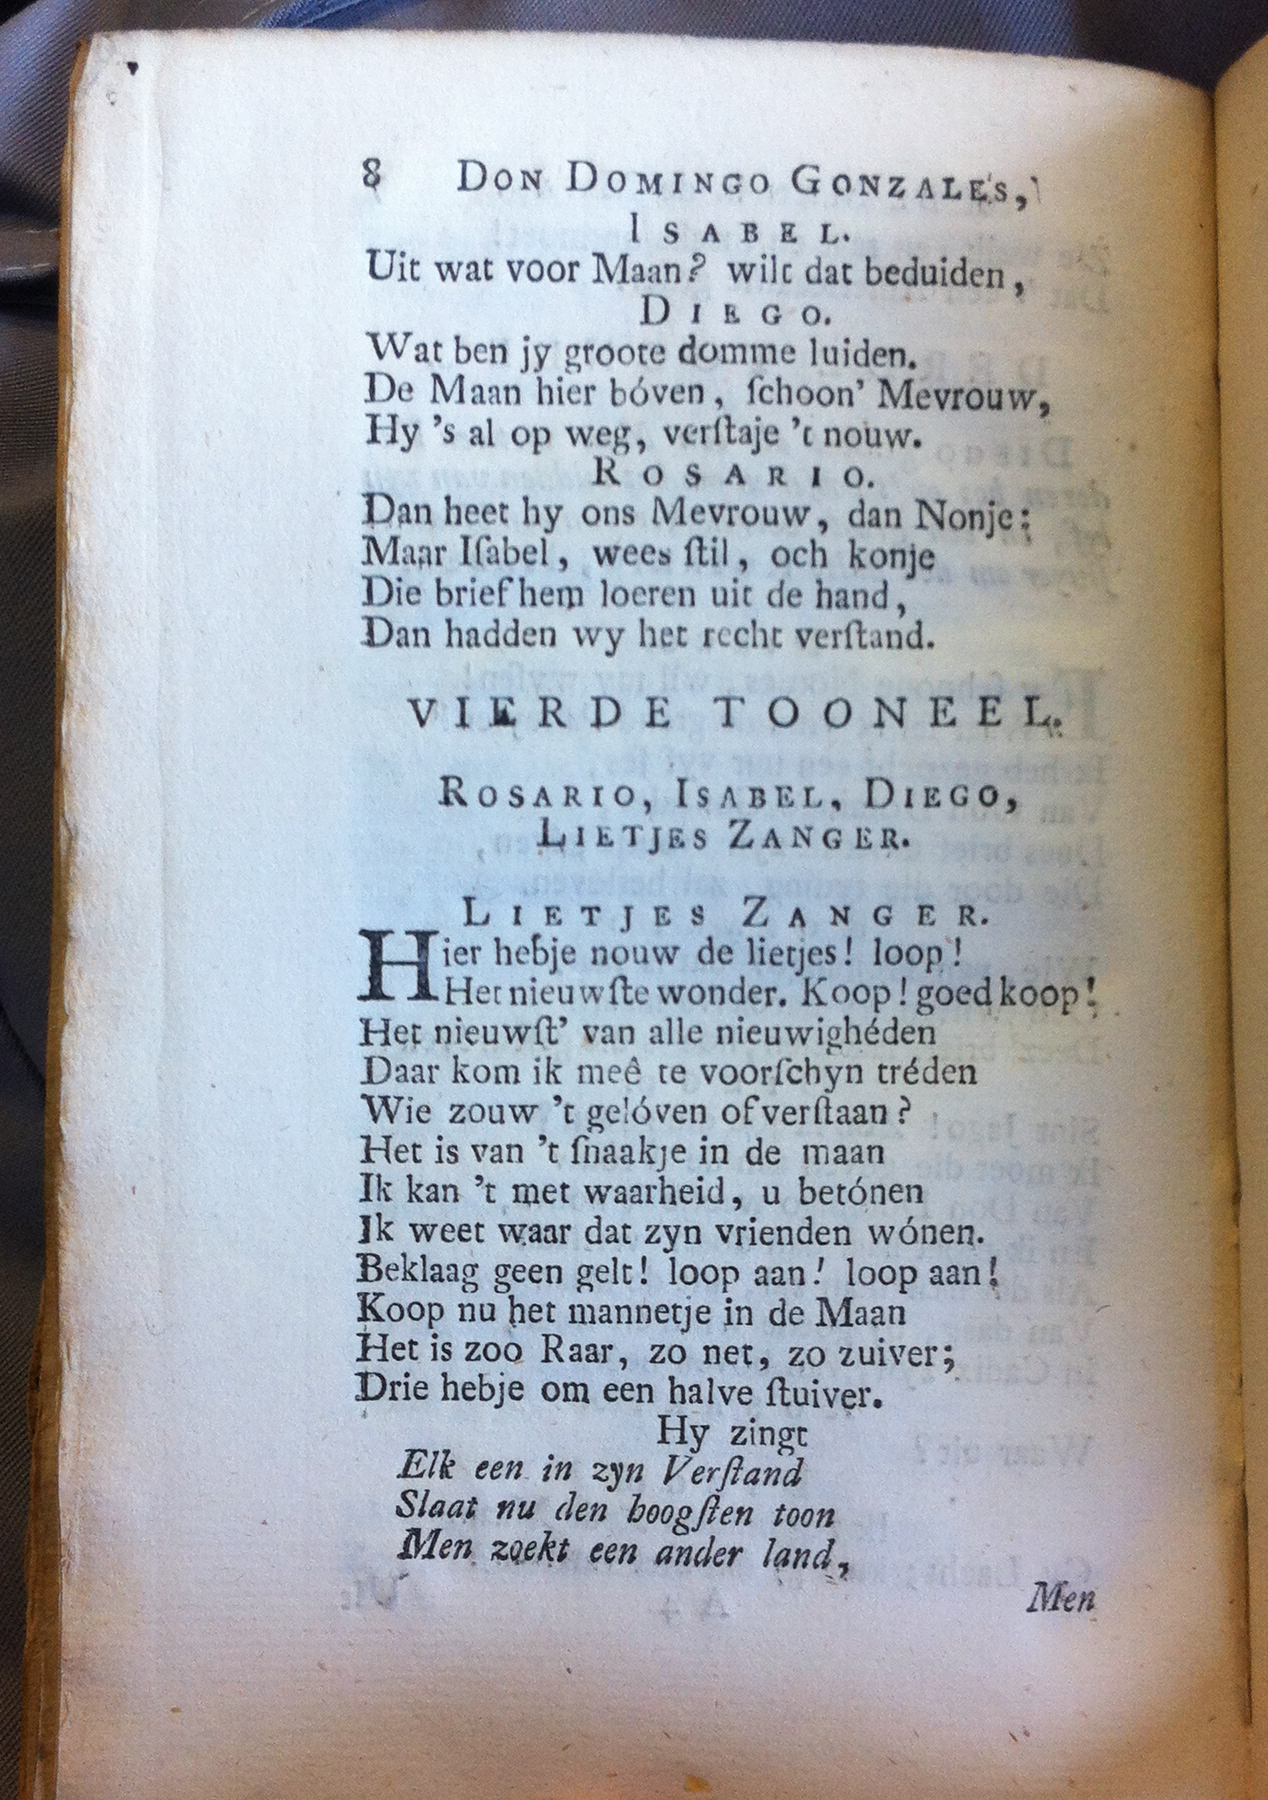 8 DON DOMINGO GONZALES,
ISABEL.
Uit wat voor Maan? wilt dat beduiden,
DIEGO.
Wat ben jy groote domme luiden.
De Maan hier bóven, ſchoon' Mevrouw,
Hy 's al op weg, verſtaje 't nouw.
ROSARIO.
Dan heet hy ons Mevrouw, dan Nonje;
Maar Iſabel, wees ſtil, och konje
Die brief hem loeren uit de hand,
Dan hadden wy het recht verſtand.
VIERDE TOONEEL.
ROSARIO, ISABEL, DIEGO,
LIETJES ZANGER.
LIETJES ZANGER.
Hier hebje nouw de lietjes! loop!
Het nieuwſte wonder. Koop! goed koop!
Het nieuwſt' van alle nieuwighéden
Daar kom ik meê te voorſchyn tréden
Wie zouw 't gelóven of verſtaan?
Het is van 't ſnaakje in de maan
Ik kan 't met waarheid, u betónen
Ik weet waar dat zyn vrienden wónen.
Beklaag geen gelt! loop aan! loop aan!
Koop nu het mannetje in de Maan
Het is zoo Raar, zo net, zo zuiver;
Drie hebje om een halve ſtuiver.
Hy zingt
Elk een in zyn Verſtand
Slaat nu den hoogſten toon
Men zoekt een ander land,
Men